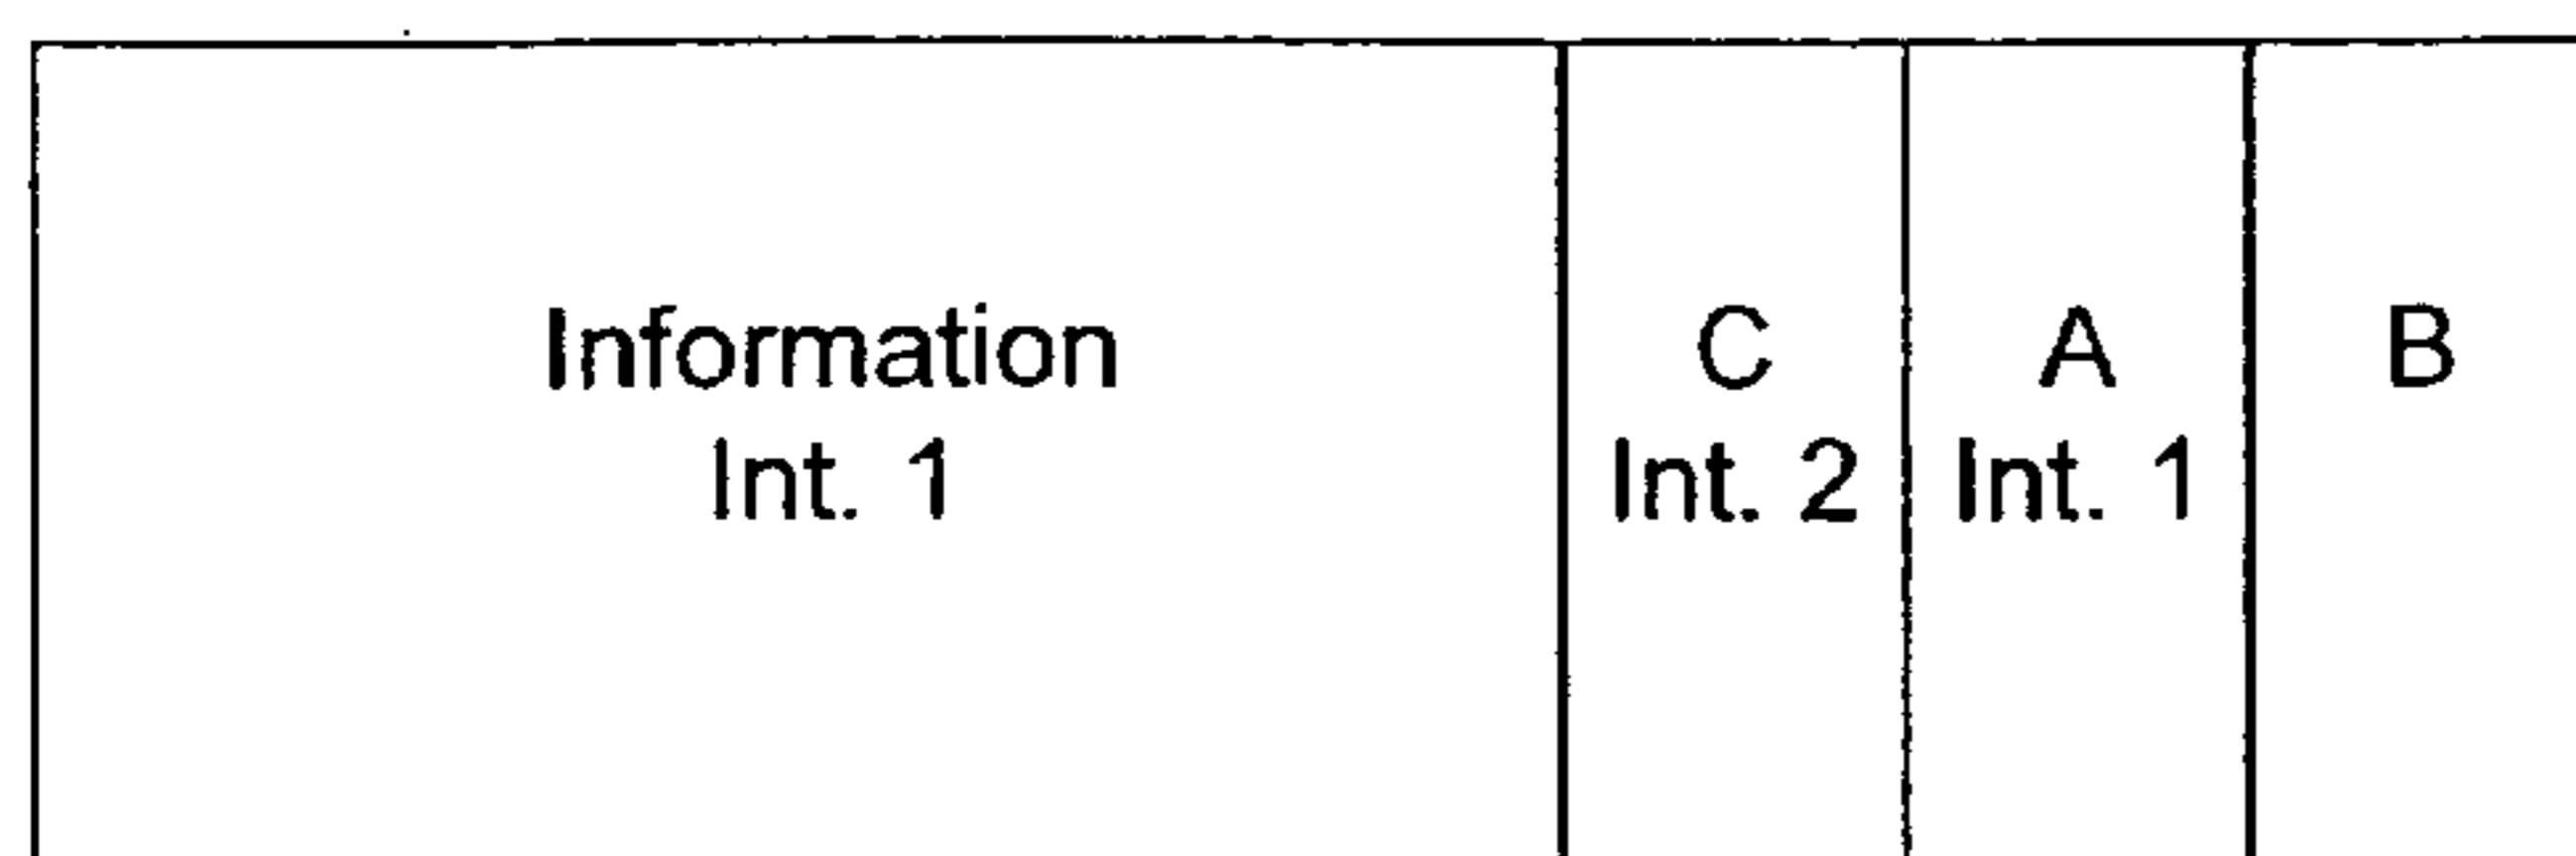 Information
Int. 1
C
Int. 2
A
Int. 1
B